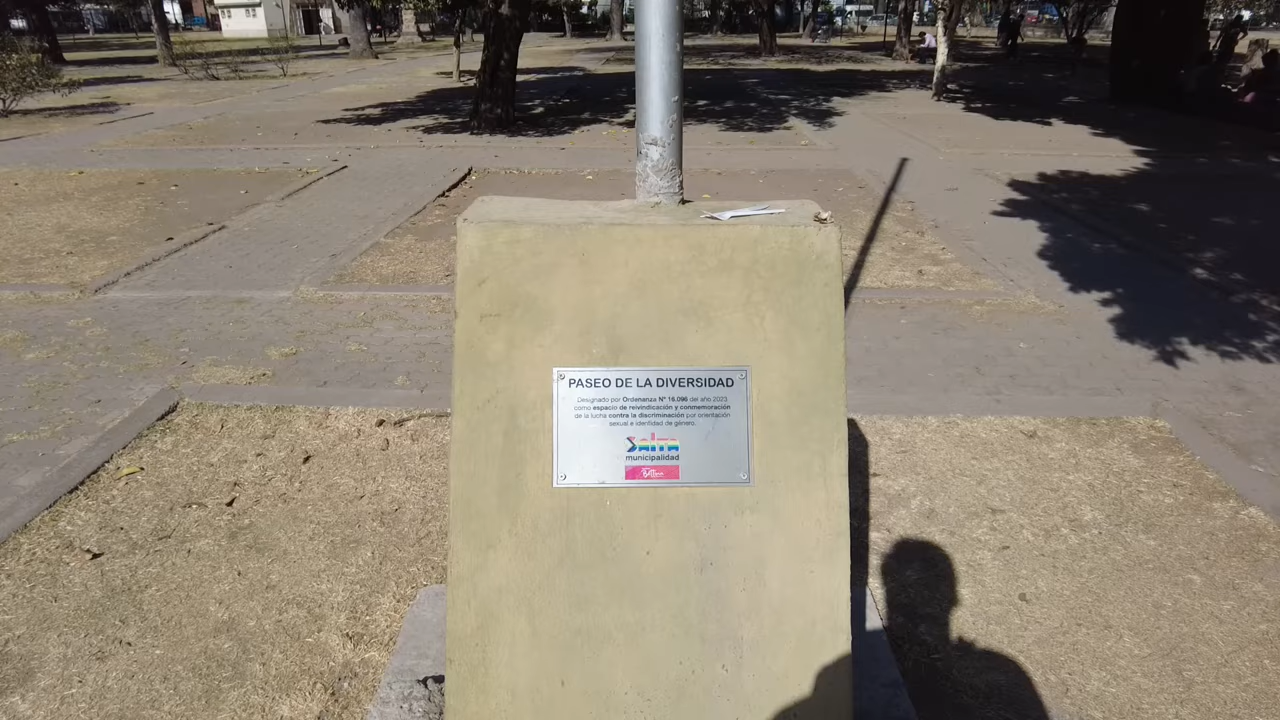 PASEO DE LA DIVERSIDAD
Designado por Ordenanza N° 16.096 del año 2023,
como espacio de reivindicación y conmemoración
de la lucha contra la discriminación por orientación
sexual e identidad de género.
Salta
municipalidad
Bettina